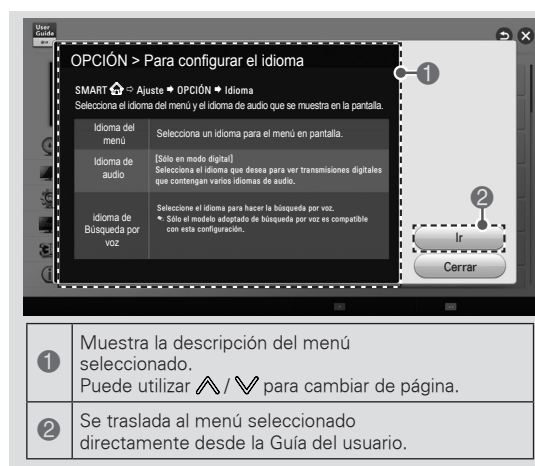 User
Guide
OPCIÓN > Para configurar el idioma
SMART ⇨ Ajuste ➡ OPCIÓN ➡ Idioma
Selecciona el idioma del menú y el idioma de audio que se muestra en la pantalla.
Idioma del
menú
Selecciona un idioma para el menú en pantalla.
Idioma de
audio
[Sólo en modo digital]
Selecciona el idioma que desea para ver transmisiones digitales
que contengan varios idiomas de audio.
idioma de
Búsqueda por
voz
Seleccione el idioma para hacer la búsqueda por voz.
Sólo el modelo adoptado de búsqueda por voz es compatible
con esta configuración.
❶
❷
Ir
Cerrar
❶
Muestra la descripción del menú
seleccionado.
Puede utilizar / para cambiar de página.
❷
Se traslada al menú seleccionado
directamente desde la Guía del usuario.